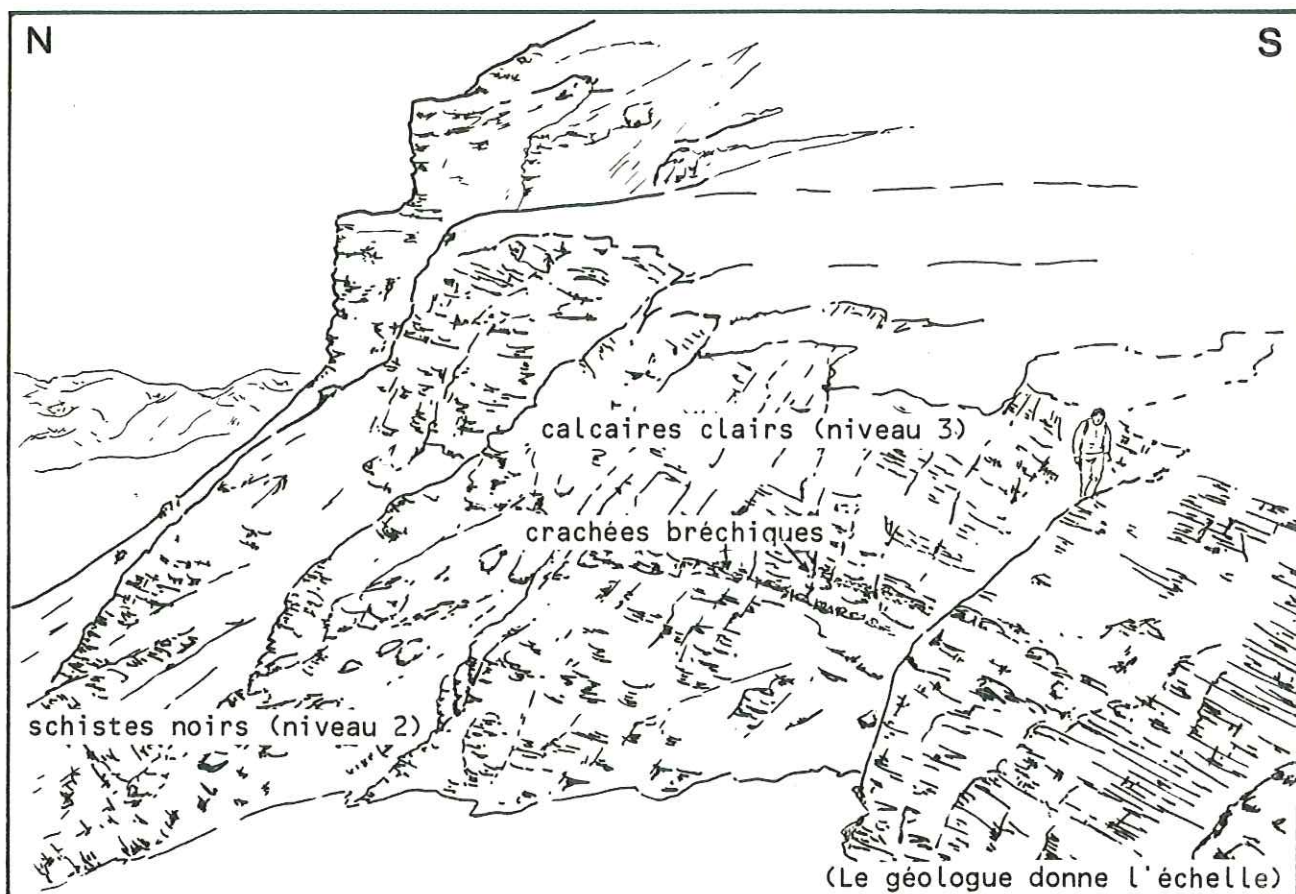 N
S
calcaires clairs (niveau 3)
crachées bréchiques
schistes noirs (niveau 2)
(Le géologue donne l'échelle)